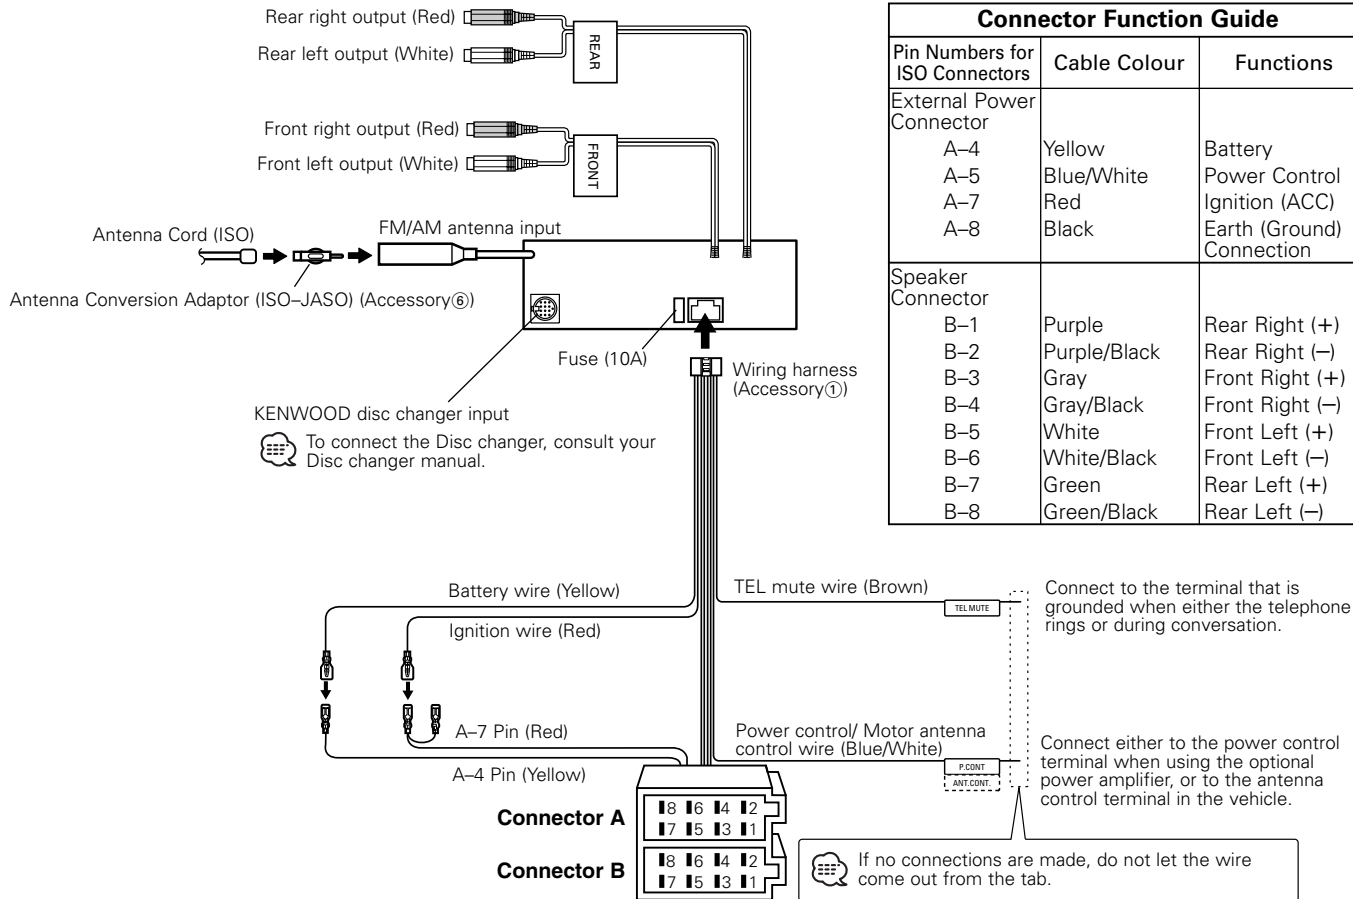 Rear right output (Red)
Rear left output (White)
REAR
Front right output (Red)
Front left output (White)
FRONT
Antenna Cord (ISO)
FM/AM antenna input
Antenna Conversion Adaptor (ISO–JASO) (Accessory⑥)
Fuse (10A)
Wiring harness
(Accessory①)
KENWOOD disc changer input
To connect the Disc changer, consult your
Disc changer manual.
Connector Function Guide
Pin Numbers for
ISO Connectors
Cable Colour
Functions
External Power
Connector
A–4 Yellow Battery
A–5 Blue/White Power Control
A–7 Red Ignition (ACC)
A–8 Black Earth (Ground)
Connection
Speaker
Connector
B–1 Purple Rear Right (+)
B–2 Purple/Black Rear Right (–)
B–3 Gray Front Right (+)
B–4 Gray/Black Front Right (–)
B–5 White Front Left (+)
B–6 White/Black Front Left (–)
B–7 Green Rear Left (+)
B–8 Green/Black Rear Left (–)
Battery wire (Yellow)
Ignition wire (Red)
A–7 Pin (Red)
A–4 Pin (Yellow)
TEL mute wire (Brown)
TEL MUTE
Connect to the terminal that is
grounded when either the telephone
rings or during conversation.
Power control/ Motor antenna
control wire (Blue/White)
P.CONT
ANT.CONT.
Connect either to the power control
terminal when using the optional
power amplifier, or to the antenna
control terminal in the vehicle.
Connector A
8 6 4 2
7 5 3 1
Connector B
8 6 4 2
7 5 3 1
If no connections are made, do not let the wire
come out from the tab.